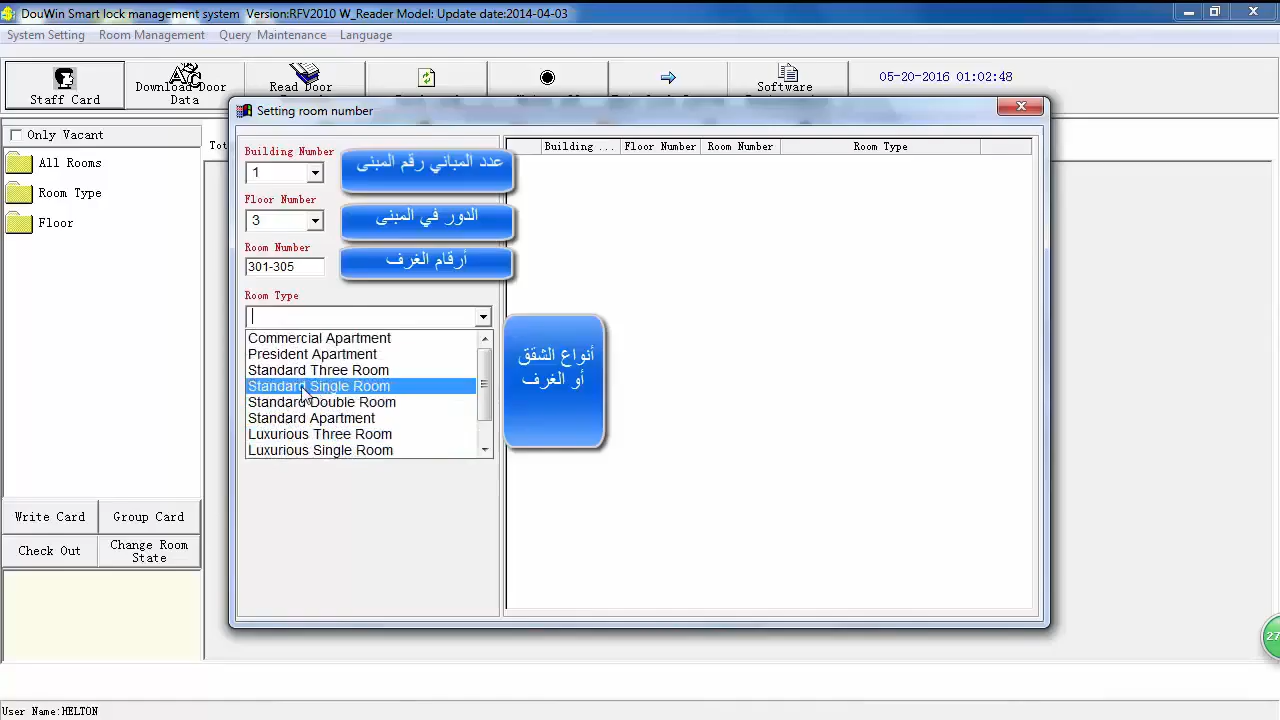 DouWin Smart lock management system Version:RFV2010 W_Reader Model: Update date:2014-04-03
System Setting Room Management Query Maintenance Language
Staff Card
Download Door
Data
Read Door
Software
05-20-2016 01:02:48
Only Vacant
All Rooms
Room Type
Floor
Write Card
Group Card
Check Out
Change Room
State
Setting room number
Building Number
1
عدد المباني رقم المبنى
Floor Number
3
الدور في المبنى
Room Number
301-305
أرقام الغرف
Room Type
Commercial Apartment
President Apartment
Standard Three Room
Standard Single Room
Standard Double Room
Standard Apartment
Luxurious Three Room
Luxurious Single Room
أنواع الشقق
أو الغرف
Building ... Floor Number Room Number Room Type
27
User Name:HELTON